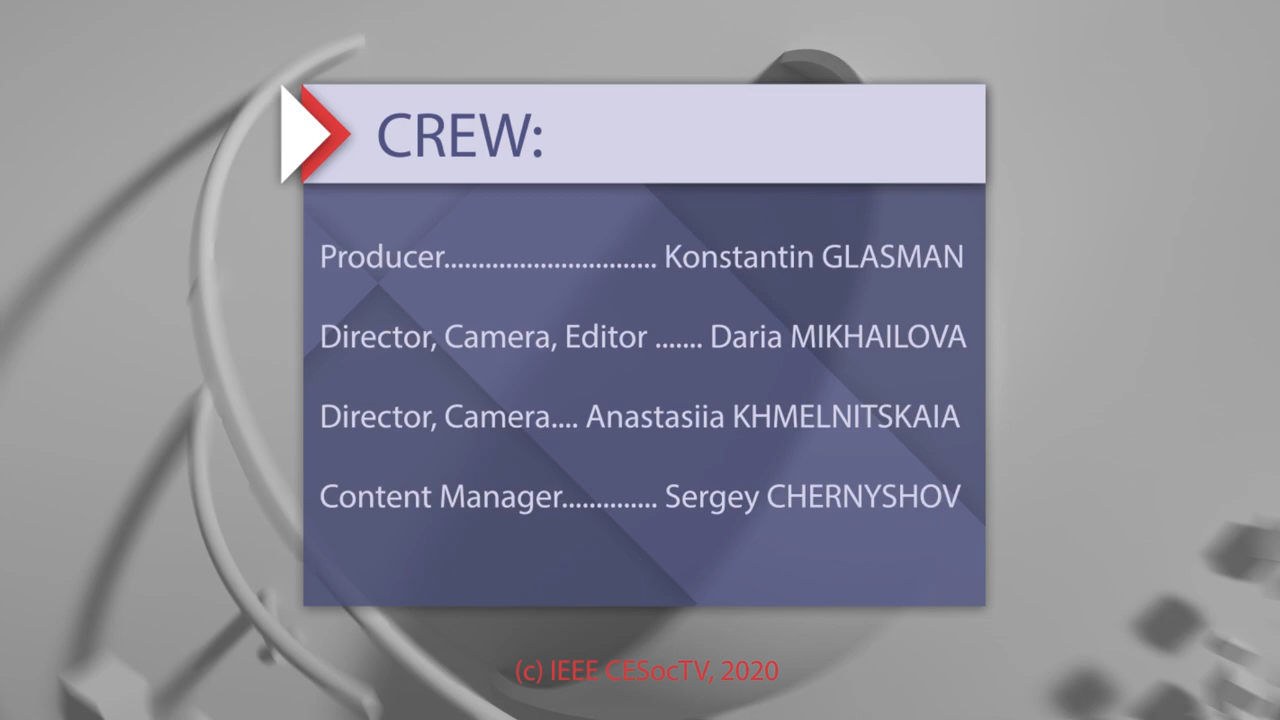 CREW:
Producer............................... Konstantin GLASMAN
Director, Camera, Editor ....... Daria MIKHAILOVA
Director, Camera.... Anastasiia KHMELNITSKAIA
Content Manager.............. Sergey CHERNYSHOV
(c) IEEE CESocTV, 2020